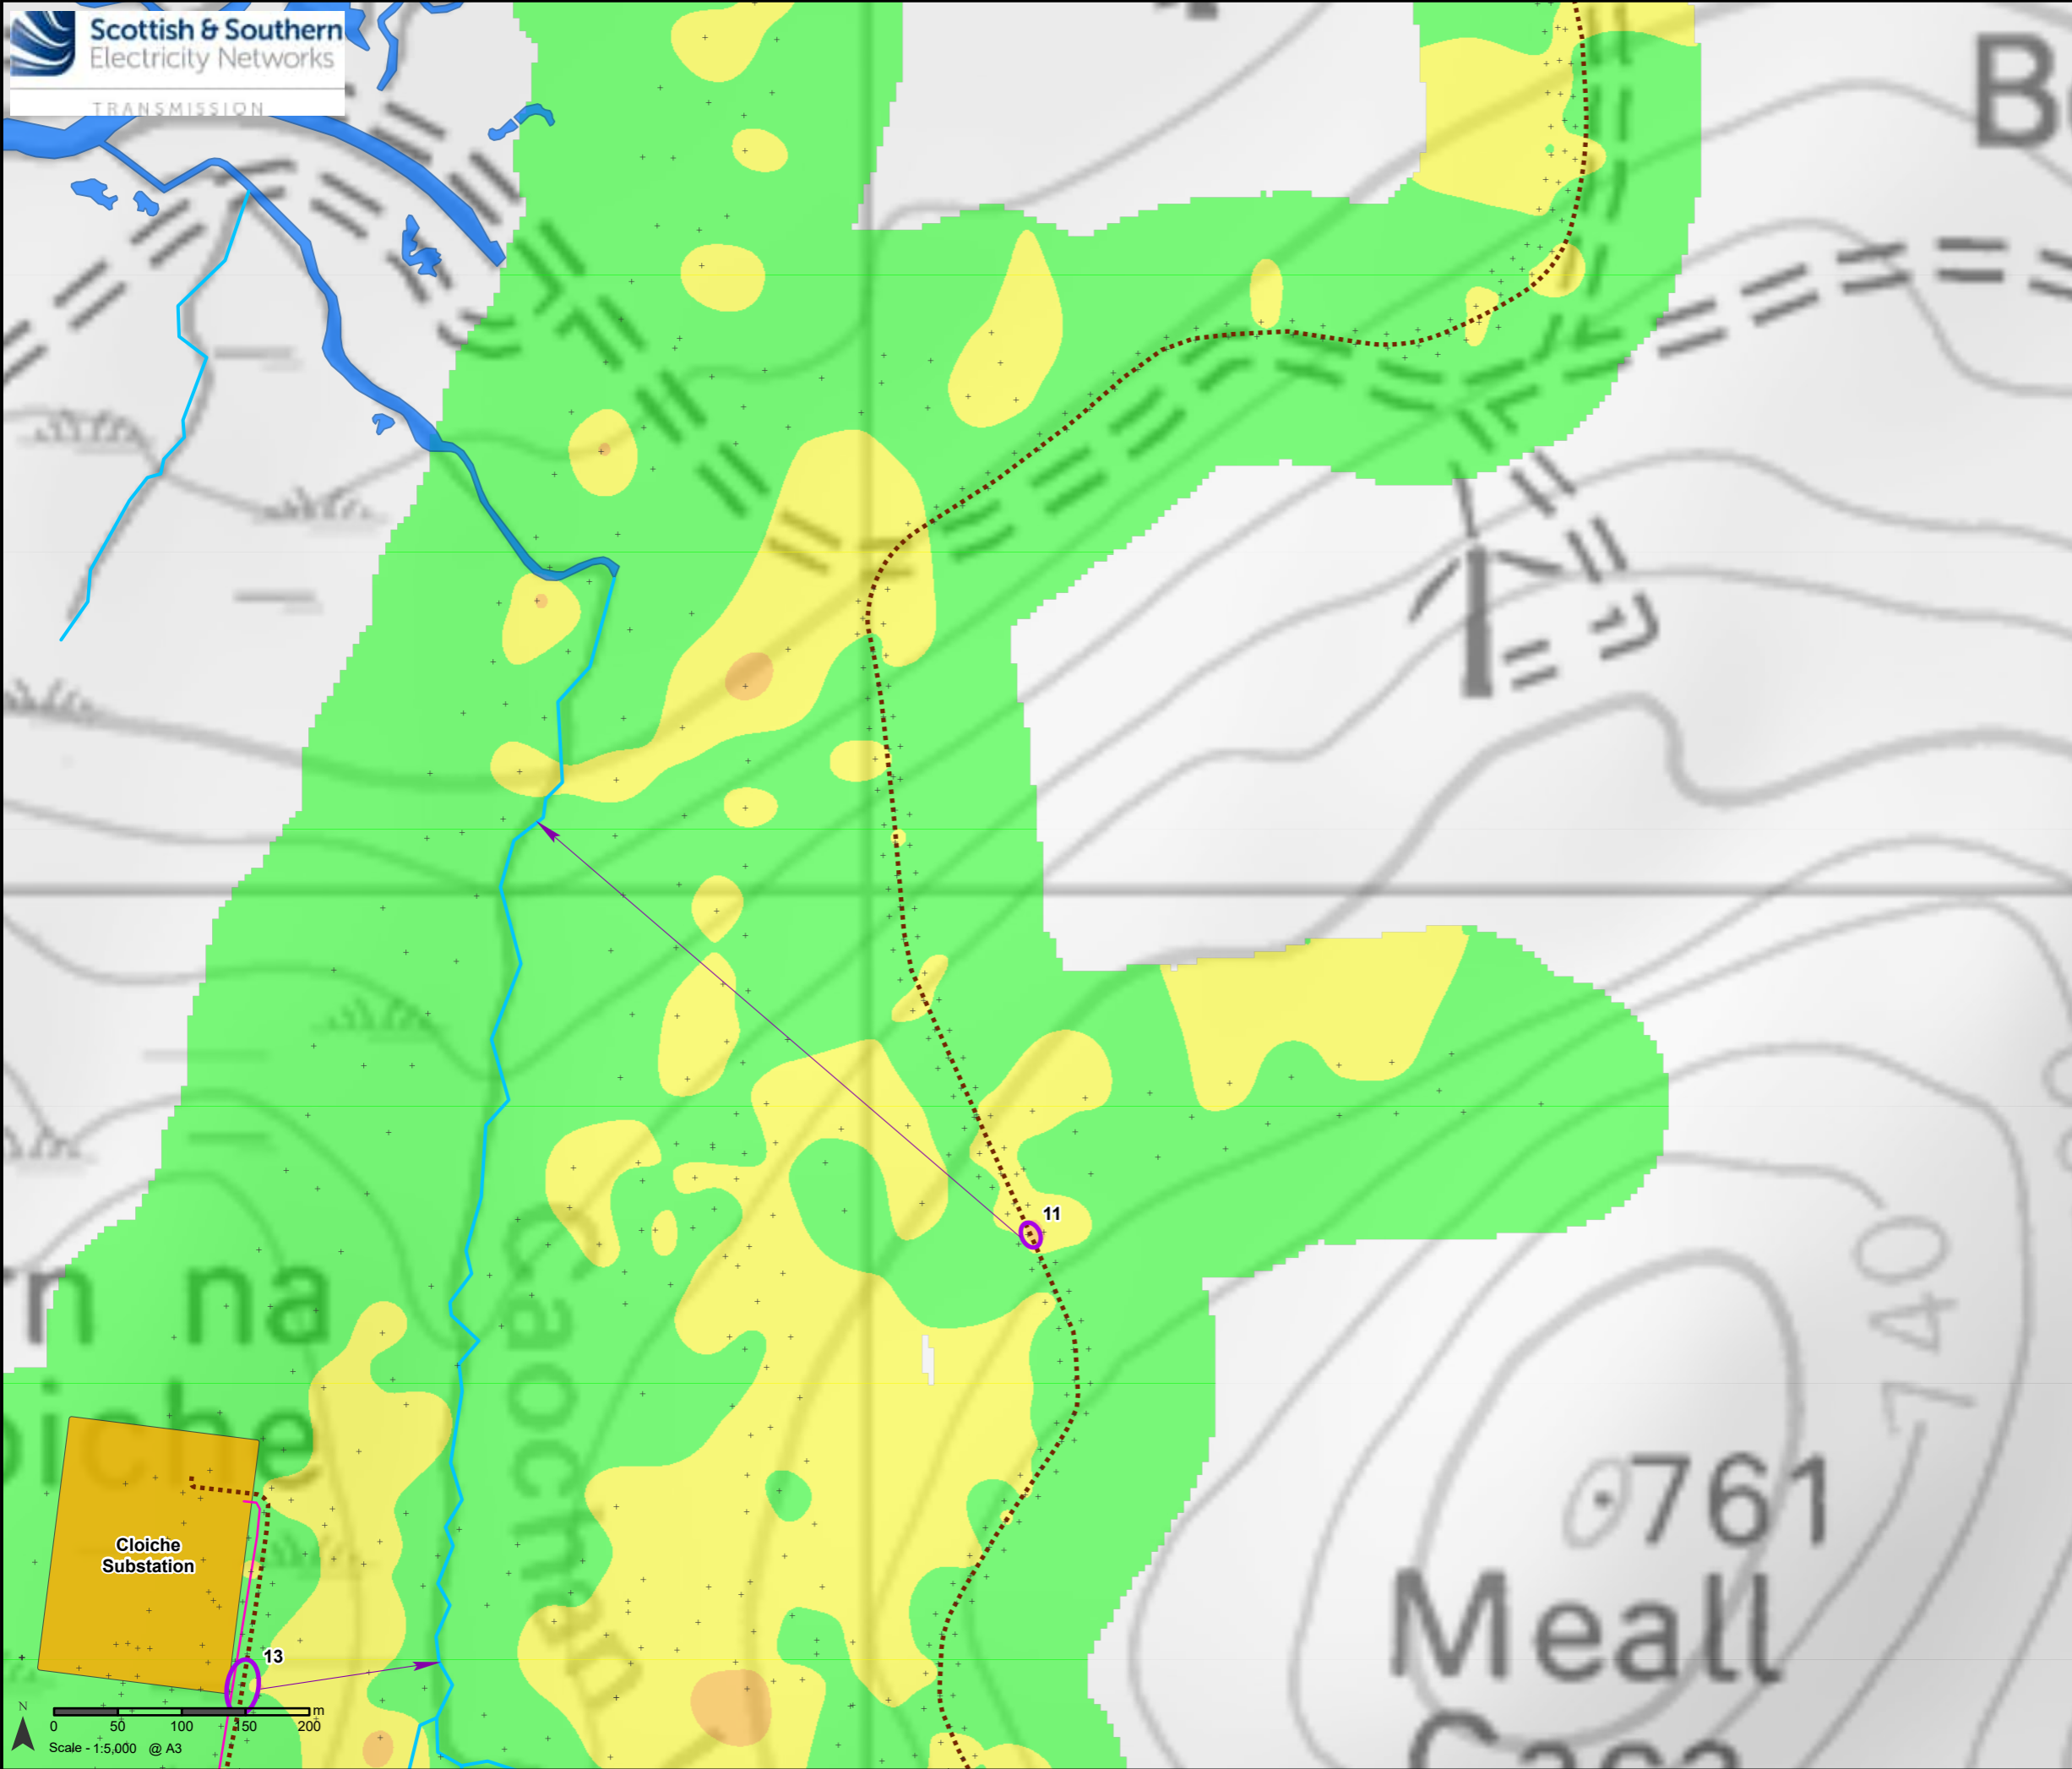 Scottish & Southern
Electricity Networks
TRANSMISSION
11
n na
oiche
Caochan
740
761
Meall
Cloiche
Substation
13
N
m
0 50 100 150 200
Scale - 1:5,000 @ A3